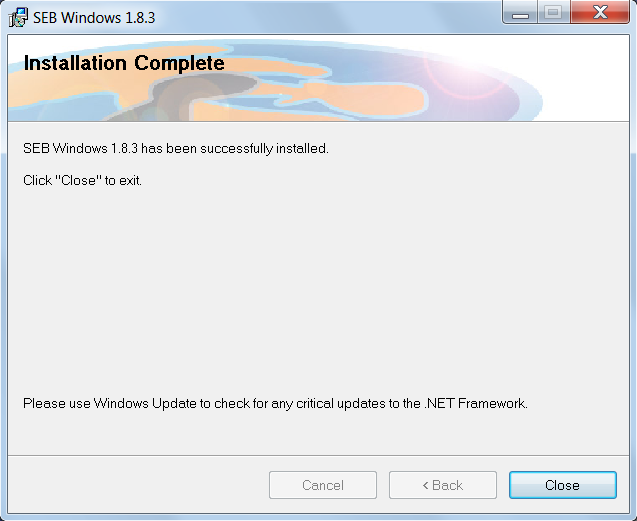 SEB Windows 1.8.3
Installation Complete
SEB Windows 1.8.3 has been successfully installed.
Click "Close" to exit.
Please use Windows Update to check for any critical updates to the .NET Framework.
Cancel
< Back
Close